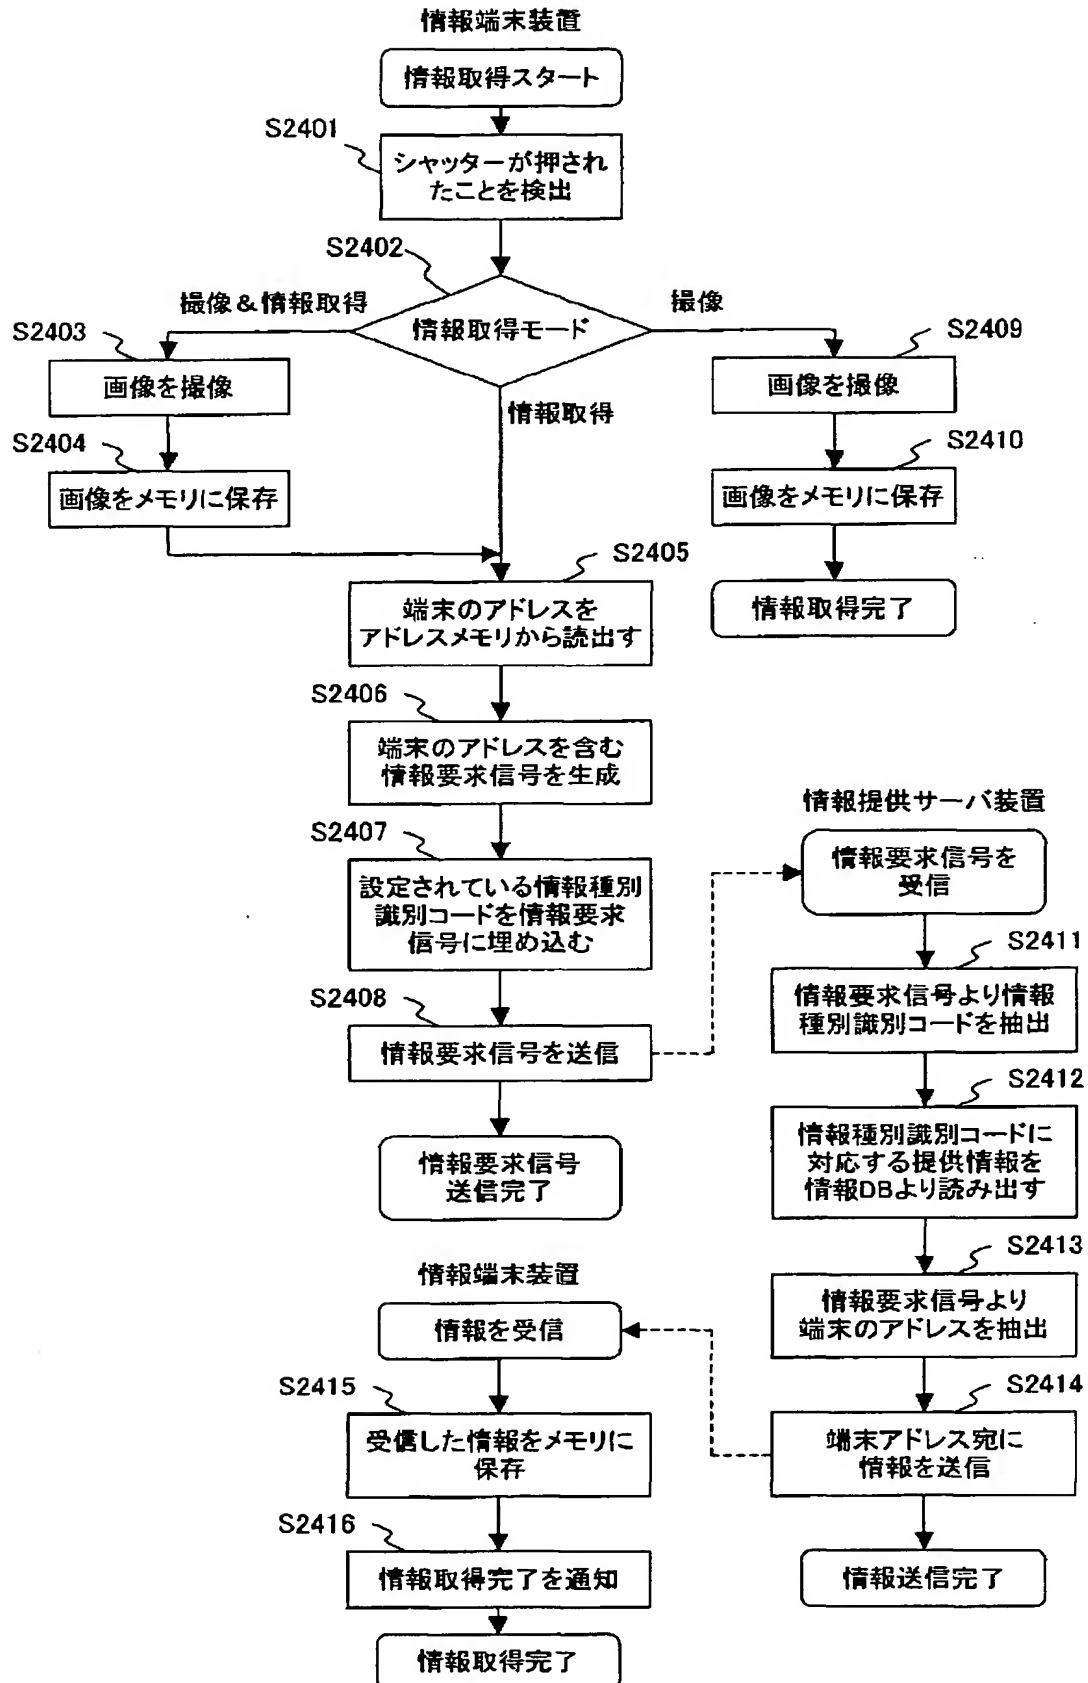 情報端末装置
情報取得スタート
S2401
シャッターが押され
たことを検出
S2402
撮像&情報取得
撮像
情報取得モード
情報取得
S2403
画像を撮像
S2404
画像をメモリに保存
S2409
画像を撮像
S2410
画像をメモリに保存
情報取得完了
S2405
端末のアドレスを
アドレスメモリから読出す
S2406
端末のアドレスを含む
情報要求信号を生成
S2407
設定されている情報種別
識別コードを情報要求
信号に埋め込む
S2408
情報要求信号を送信
情報要求信号
送信完了
情報提供サーバ装置
情報要求信号を
受信
S2411
情報要求信号より情報
種別識別コードを抽出
S2412
情報種別識別コードに
対応する提供情報を
情報DBより読み出す
S2413
情報要求信号より
端末のアドレスを抽出
S2414
端末アドレス宛に
情報を送信
情報送信完了
情報端末装置
情報を受信
S2415
受信した情報をメモリに
保存
S2416
情報取得完了を通知
情報取得完了